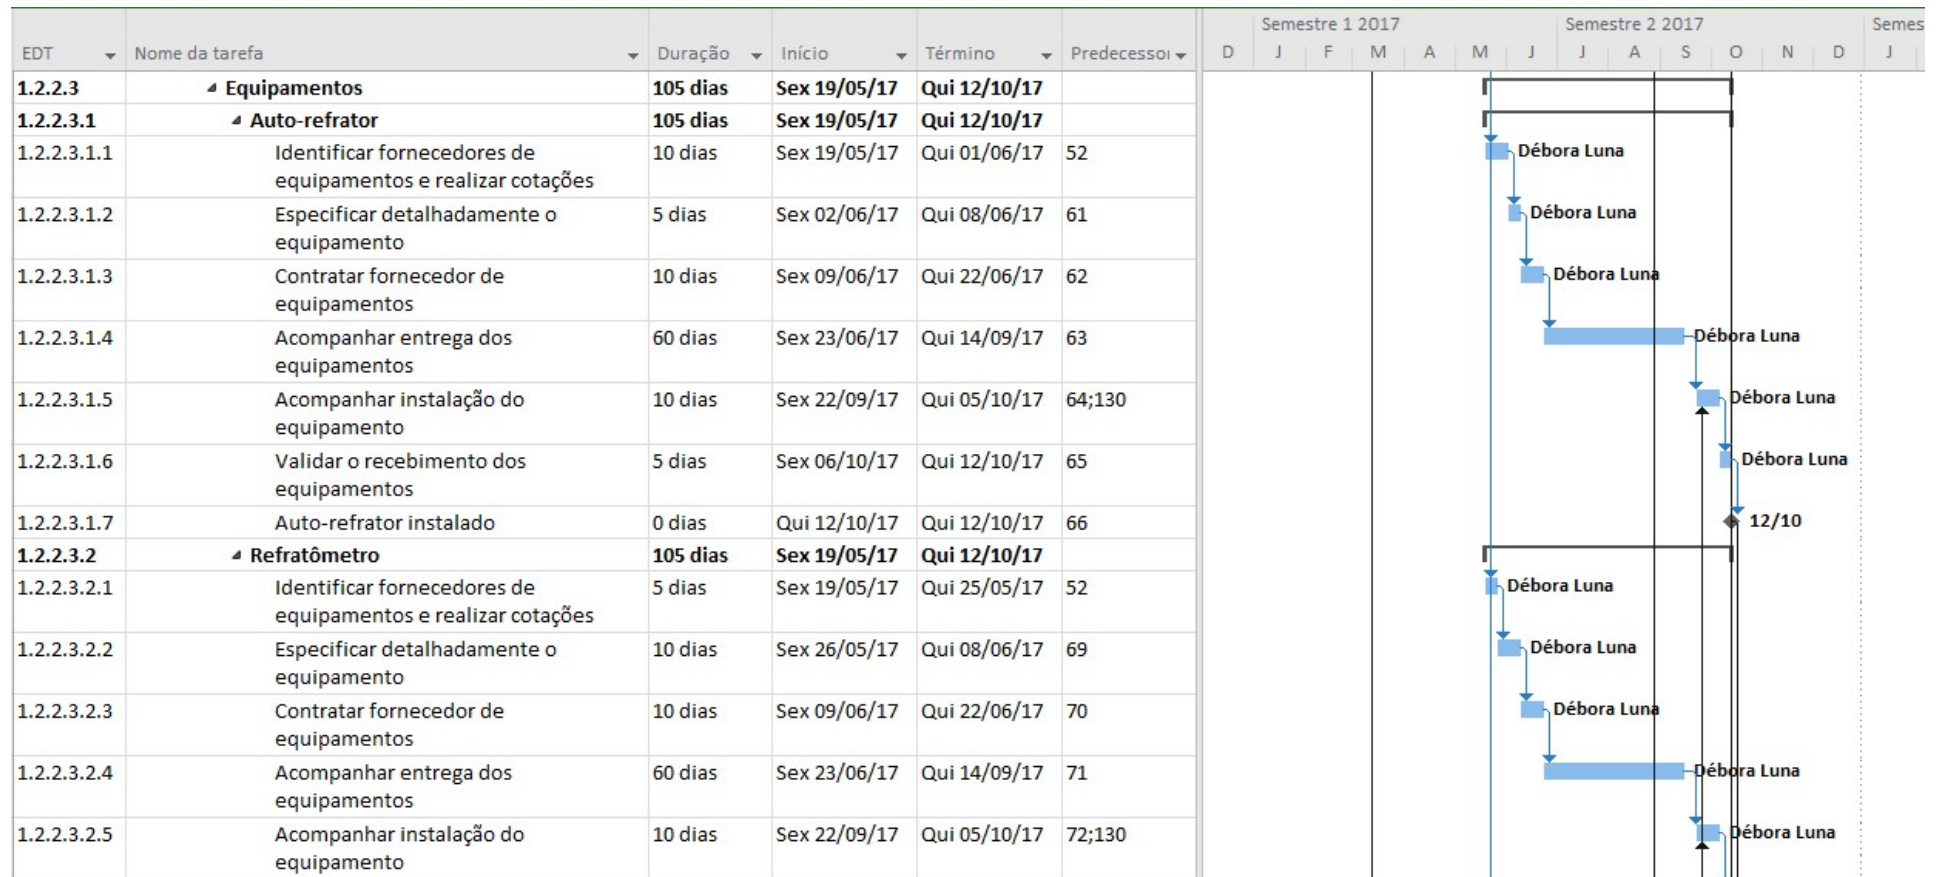 Semestre 1 2017 Semestre 2 2017 Semes
EDT Nome da tarefa Duração Início Término Predecessor D J F M A M J J A S O N D J
1.2.2.3 Equipamentos 105 dias Sex 19/05/17 Qui 12/10/17
1.2.2.3.1 Auto-refrator 105 dias Sex 19/05/17 Qui 12/10/17
1.2.2.3.1.1 Identificar fornecedores de 10 dias Sex 19/05/17 Qui 01/06/17 52 Débora Luna
equipamentos e realizar cotações
1.2.2.3.1.2 Especificar detalhadamente o 5 dias Sex 02/06/17 Qui 08/06/17 61 Débora Luna
equipamento
1.2.2.3.1.3 Contratar fornecedor de 10 dias Sex 09/06/17 Qui 22/06/17 62 Débora Luna
equipamentos
1.2.2.3.1.4 Acompanhar entrega dos 60 dias Sex 23/06/17 Qui 14/09/17 63 Débora Luna
equipamentos
1.2.2.3.1.5 Acompanhar instalação do 10 dias Sex 22/09/17 Qui 05/10/17 64;130 Débora Luna
equipamento
1.2.2.3.1.6 Validar o recebimento dos 5 dias Sex 06/10/17 Qui 12/10/17 65 Débora Luna
equipamentos
1.2.2.3.1.7 Auto-refrator instalado 0 dias Qui 12/10/17 Qui 12/10/17 66 12/10
1.2.2.3.2 Refratômetro 105 dias Sex 19/05/17 Qui 12/10/17
1.2.2.3.2.1 Identificar fornecedores de 5 dias Sex 19/05/17 Qui 25/05/17 52 Débora Luna
equipamentos e realizar cotações
1.2.2.3.2.2 Especificar detalhadamente o 10 dias Sex 26/05/17 Qui 08/06/17 69 Débora Luna
equipamento
1.2.2.3.2.3 Contratar fornecedor de 10 dias Sex 09/06/17 Qui 22/06/17 70 Débora Luna
equipamentos
1.2.2.3.2.4 Acompanhar entrega dos 60 dias Sex 23/06/17 Qui 14/09/17 71 Débora Luna
equipamentos
1.2.2.3.2.5 Acompanhar instalação do 10 dias Sex 22/09/17 Qui 05/10/17 72;130 Débora Luna
equipamento